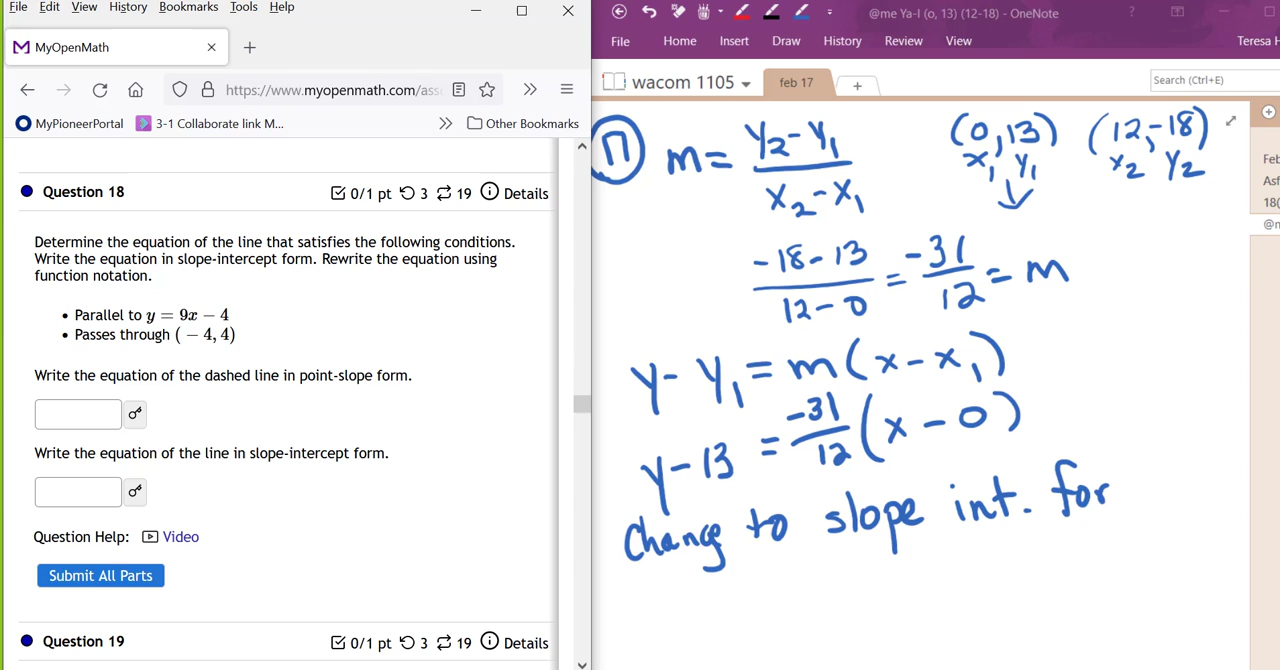 File Edit View History Bookmarks Tools Help
MyOpenMath
https://www.myopenmath.com/ass
MyPioneerPortal 3-1 Collaborate link M... Other Bookmarks
Question 18 0/1 pt 3 19 Details
Determine the equation of the line that satisfies the following conditions.
Write the equation in slope-intercept form. Rewrite the equation using
function notation.
• Parallel to y = 9x − 4
• Passes through ( − 4, 4)
Write the equation of the dashed line in point-slope form.
Write the equation of the line in slope-intercept form.
Question Help: Video
Submit All Parts
Question 19 0/1 pt 3 19 Details
@me Ya-l (o, 13) (12-18) - OneNote
File Home Insert Draw History Review View Teresa H
wacom 1105 feb 17 Search (Ctrl+E)
17 m = y2 - y1 / x2 - x1 (0, 13) (12, -18)
x1 y1 x2 y2
-18 - 13 / 12 - 0 = -31 / 12 = m
y - y1 = m (x - x1)
y - 13 = -31/12 (x - 0)
Change to slope int. for
Feb
Asf
18(
@n